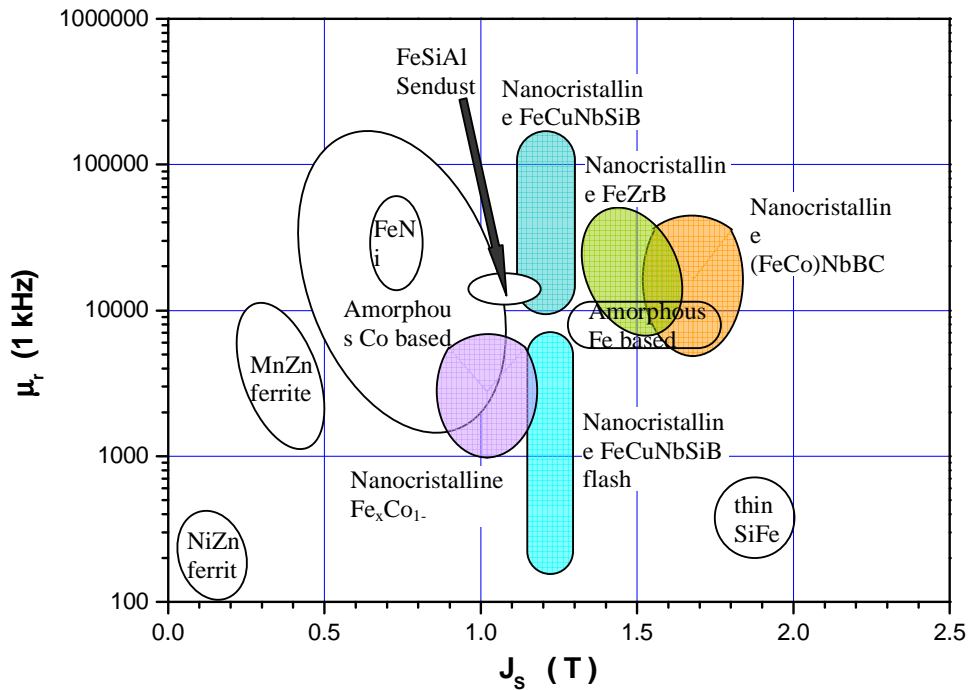 1000000
100000
10000
1000
100
0.0
0.5
1.0
1.5
2.0
2.5
μr (1 kHz)
Js ( T )
FeSiAl
Sendust
Nanocristallin
e FeCuNbSiB
Nanocristallin
e FeZrB
Nanocristallin
e
(FeCo)NbBC
FeN
i
Amorphou
s Co based
Amorphous
Fe based
MnZn
ferrite
Nanocristallin
e FeCuNbSiB
flash
Nanocristalline
FexCo1-
thin
SiFe
NiZn
ferrit